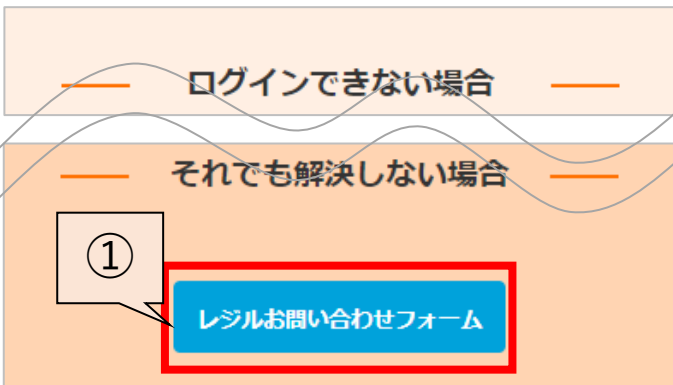 ログインできない場合
それでも解決しない場合
①
レジルお問い合わせフォーム